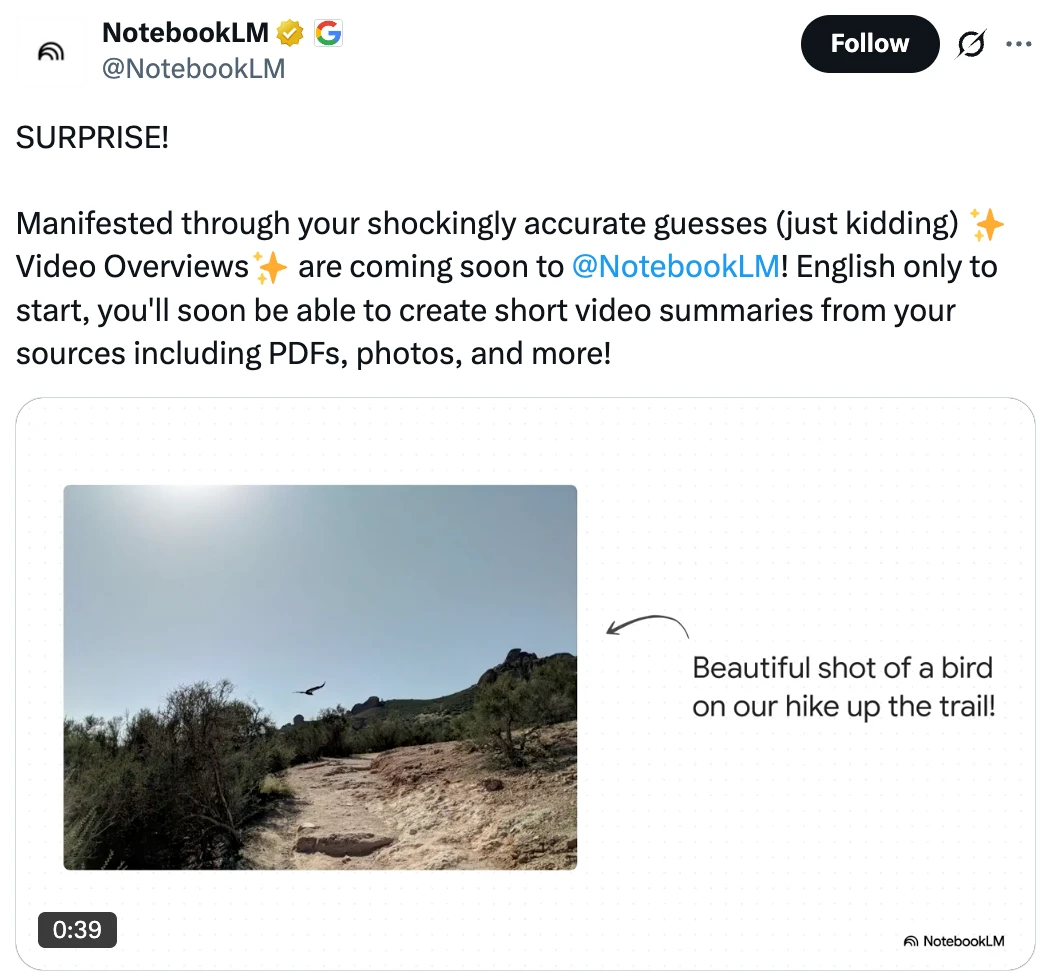 NotebookLM
@NotebookLM
Follow
SURPRISE!
Manifested through your shockingly accurate guesses (just kidding) ✨
Video Overviews✨ are coming soon to @NotebookLM! English only to
start, you'll soon be able to create short video summaries from your
sources including PDFs, photos, and more!
Beautiful shot of a bird
on our hike up the trail!
0:39
NotebookLM